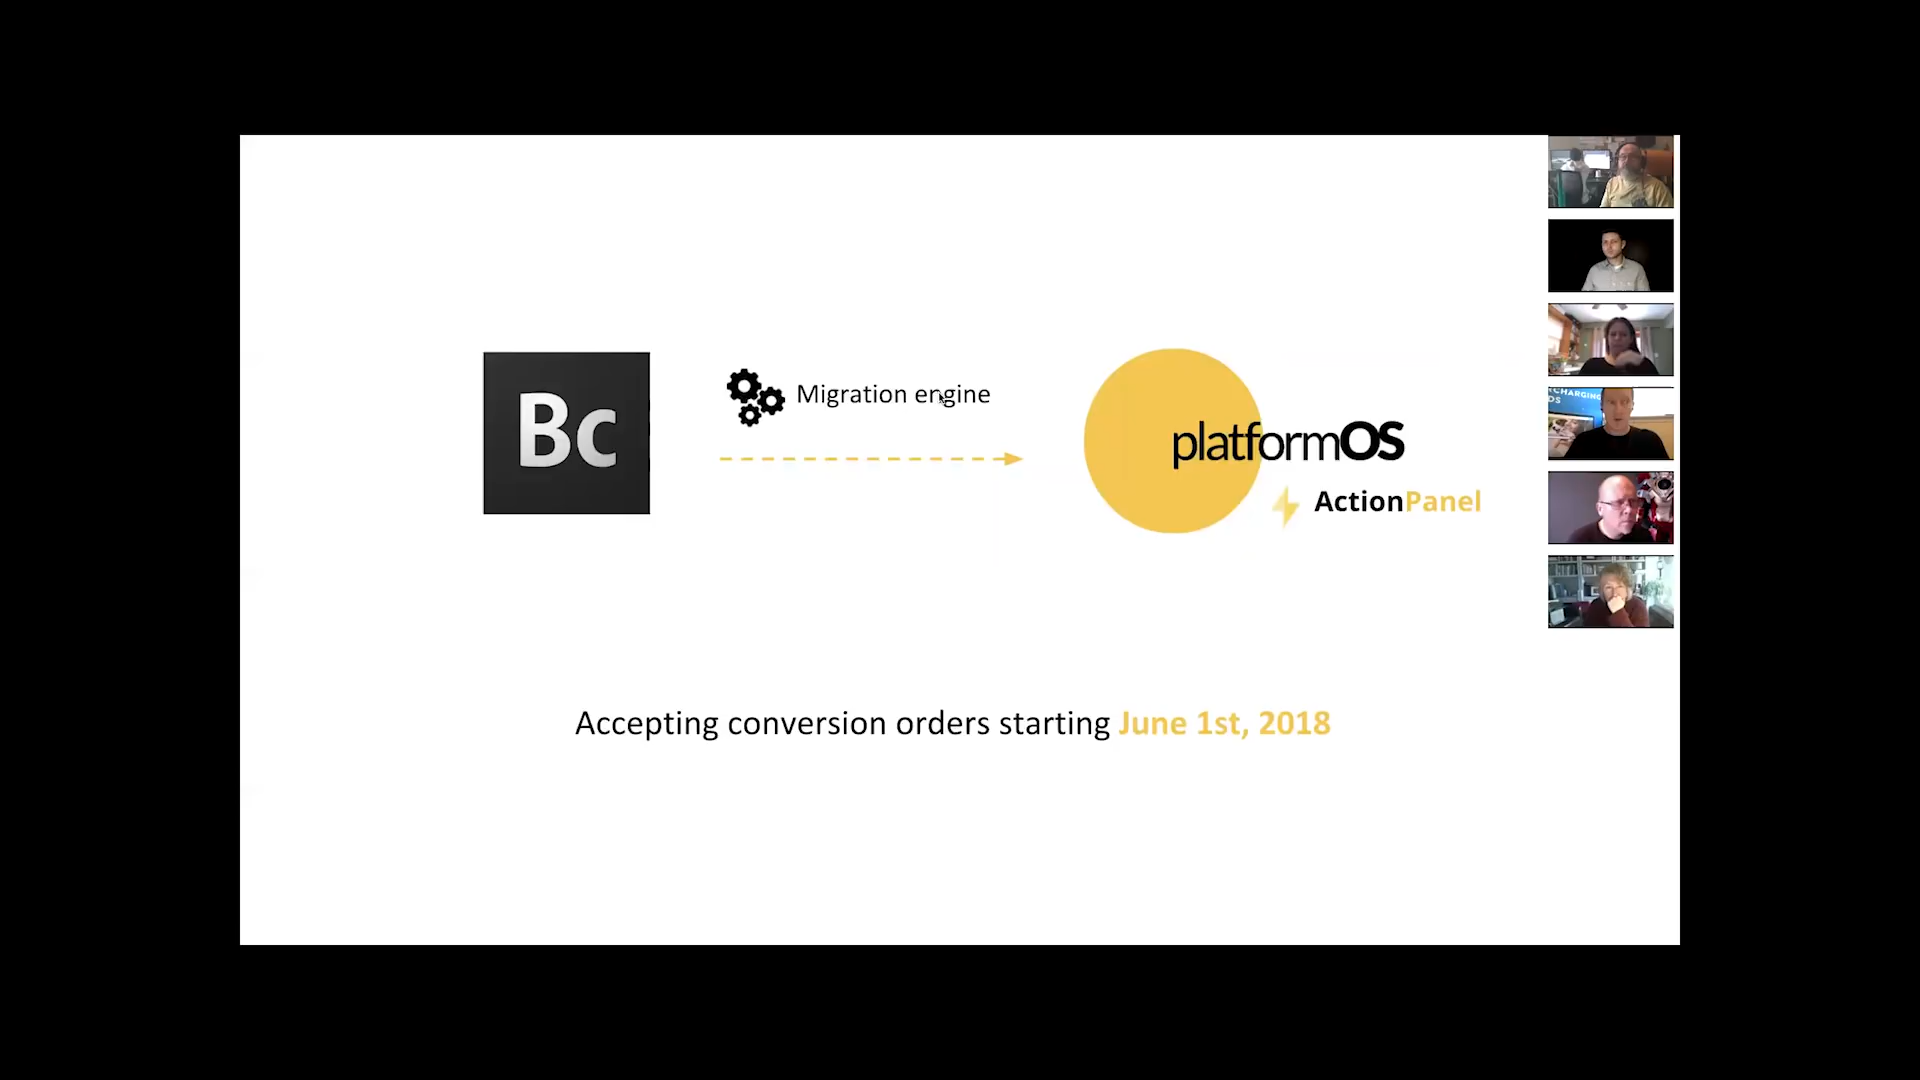 Bc
Migration engine
platformOS
ActionPanel
Accepting conversion orders starting June 1st, 2018